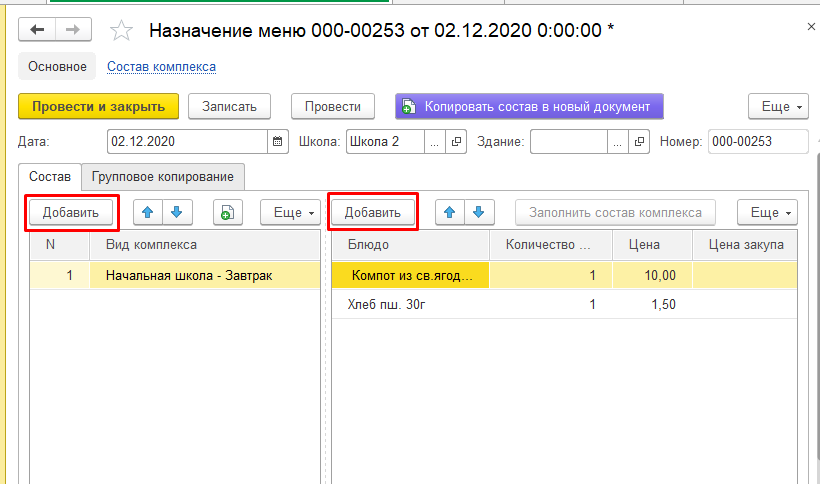 Назначение меню 000-00253 от 02.12.2020 0:00:00 *
Основное Состав комплекса
Провести и закрыть Записать Провести Копировать состав в новый документ Еще
Дата: 02.12.2020 Школа: Школа 2 ... Здание: ... Номер: 000-00253
Состав Групповое копирование
Добавить Еще Добавить Заполнить состав комплекса Еще
N Вид комплекса Блюдо Количество ... Цена Цена закупа
1 Начальная школа - Завтрак Компот из св.ягод... 1 10,00
Хлеб пш. 30г 1 1,50